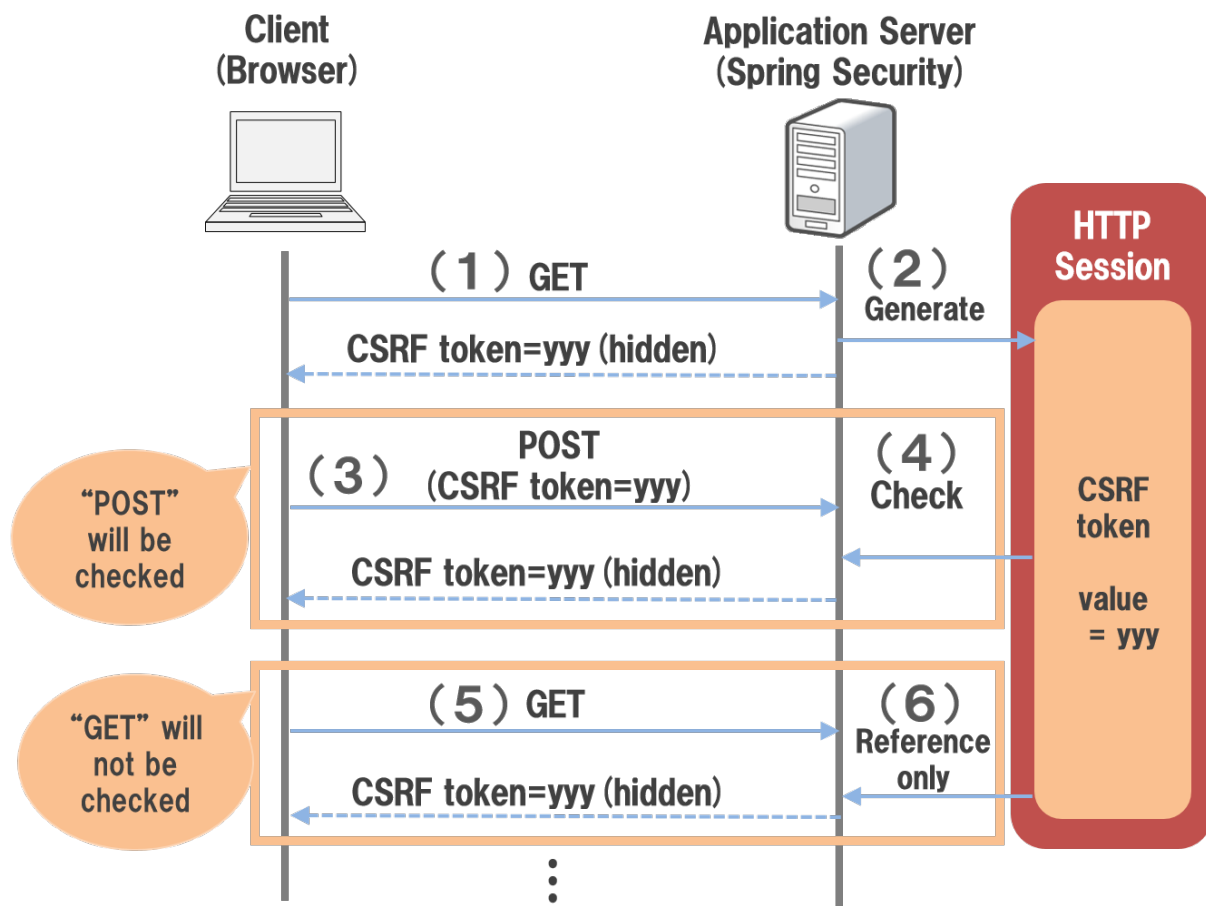 Client
(Browser)
Application Server
(Spring Security)
HTTP
Session
(1) GET
(2)
Generate
CSRF token=yyy (hidden)
“POST”
will be
checked
(3)
POST
(CSRF token=yyy)
(4)
Check
CSRF token=yyy (hidden)
CSRF
token
value
= yyy
“GET” will
not be
checked
(5) GET
(6)
Reference
only
CSRF token=yyy (hidden)